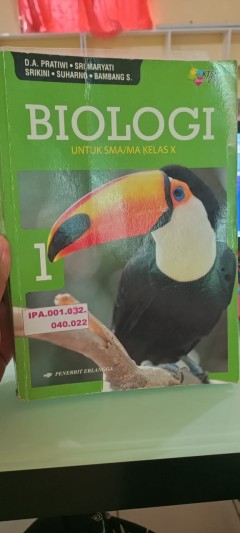 D.A. PRATIWI • SRI MARYATI
SRIKINI • SUHARNO • BAMBANG S.
BIOLOGI
UNTUK SMA/MA KELAS X
1
IPA.001.032.
040.022
PENERBIT ERLANGGA